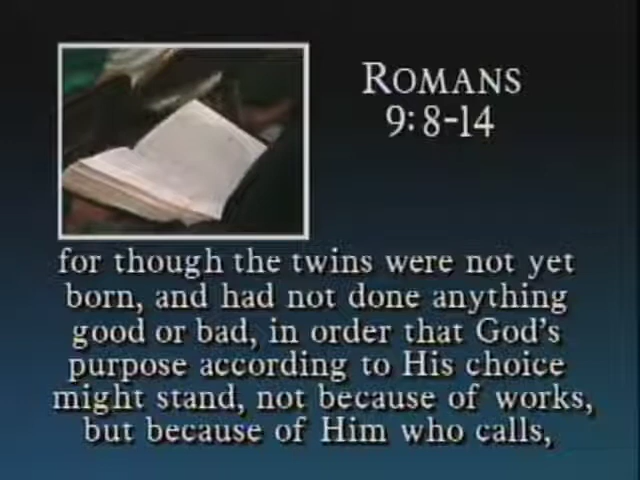 ROMANS
9:8-14
for though the twins were not yet
born, and had not done anything
good or bad, in order that God's
purpose according to His choice
might stand, not because of works,
but because of Him who calls,